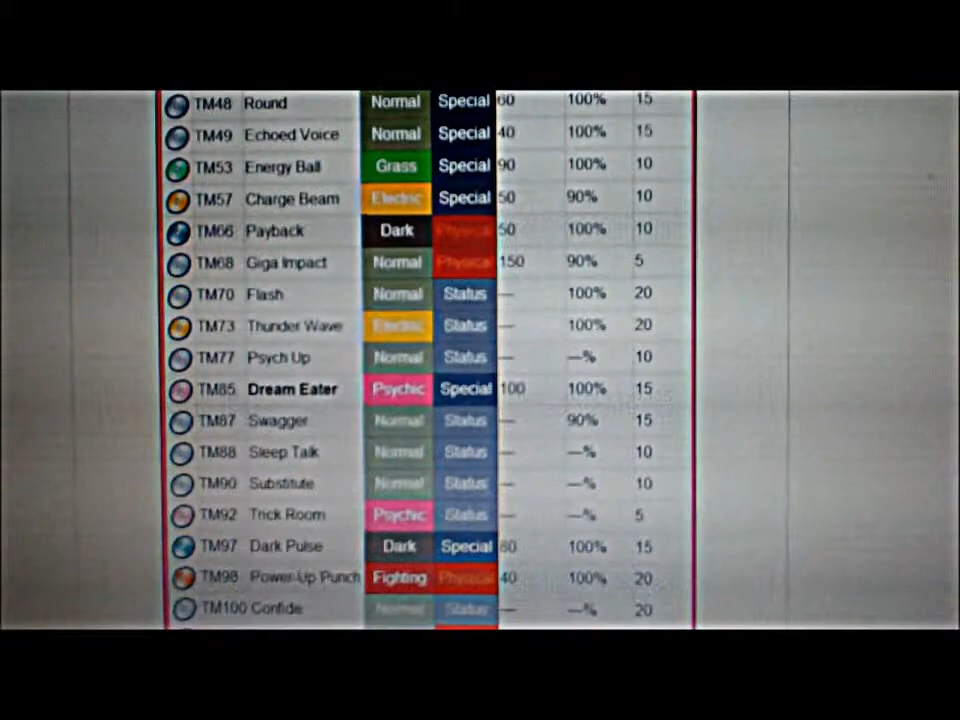 TM48 Round Normal Special 60 100% 15
TM49 Echoed Voice Normal Special 40 100% 15
TM53 Energy Ball Grass Special 90 100% 10
TM57 Charge Beam Electric Special 50 90% 10
TM66 Payback Dark Physical 50 100% 10
TM68 Giga Impact Normal Physical 150 90% 5
TM70 Flash Normal Status — 100% 20
TM73 Thunder Wave Electric Status — 100% 20
TM77 Psych Up Normal Status — —% 10
TM85 Dream Eater Psychic Special 100 100% 15
TM87 Swagger Normal Status — 90% 15
TM88 Sleep Talk Normal Status — —% 10
TM90 Substitute Normal Status — —% 10
TM92 Trick Room Psychic Status — —% 5
TM97 Dark Pulse Dark Special 80 100% 15
TM98 Power-Up Punch Fighting Physical 40 100% 20
TM100 Confide Normal Status — —% 20